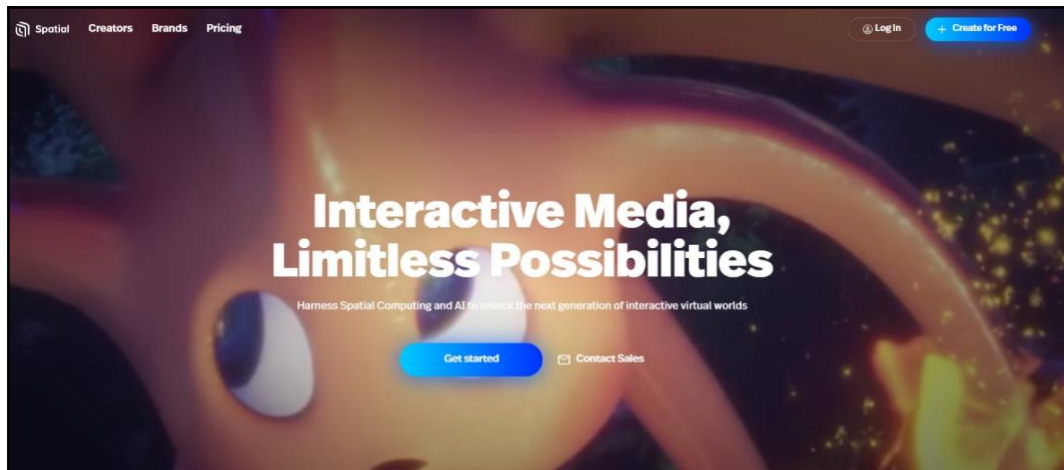 Spatial Creators Brands Pricing Log In + Create for Free
Interactive Media,
Limitless Possibilities
Harness Spatial Computing and AI to unlock the next generation of interactive virtual worlds
Get started Contact Sales